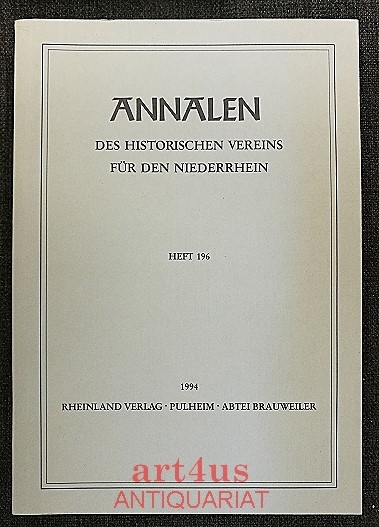 ANNALEN
DES HISTORISCHEN VEREINS
FÜR DEN NIEDERRHEIN
HEFT 196
1994
RHEINLAND VERLAG · PULHEIM · ABTEI BRAUWEILER
art4us
ANTIQUARIAT